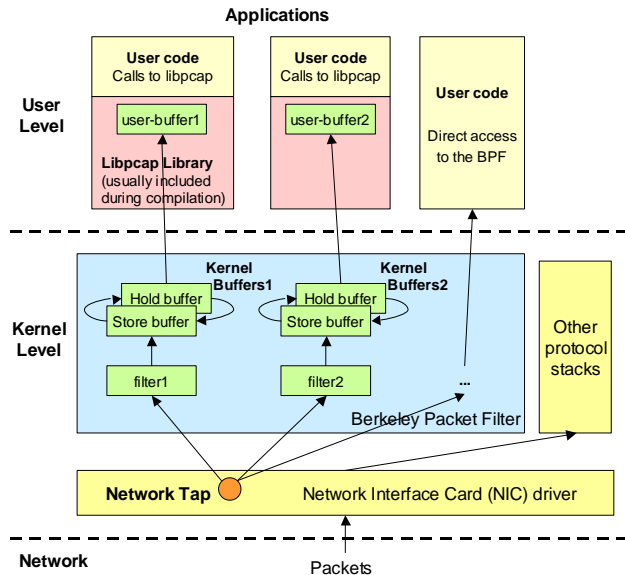 Applications
User code
Calls to libpcap
User code
Calls to libpcap
User code
Direct access
to the BPF
User
Level
user-buffer1
user-buffer2
Libpcap Library
(usually included
during compilation)
Kernel
Buffers1
Kernel
Buffers2
Hold buffer
Store buffer
Hold buffer
Store buffer
Kernel
Level
Other
protocol
stacks
filter1
filter2
...
Berkeley Packet Filter
Network Tap
Network Interface Card (NIC) driver
Network
Packets